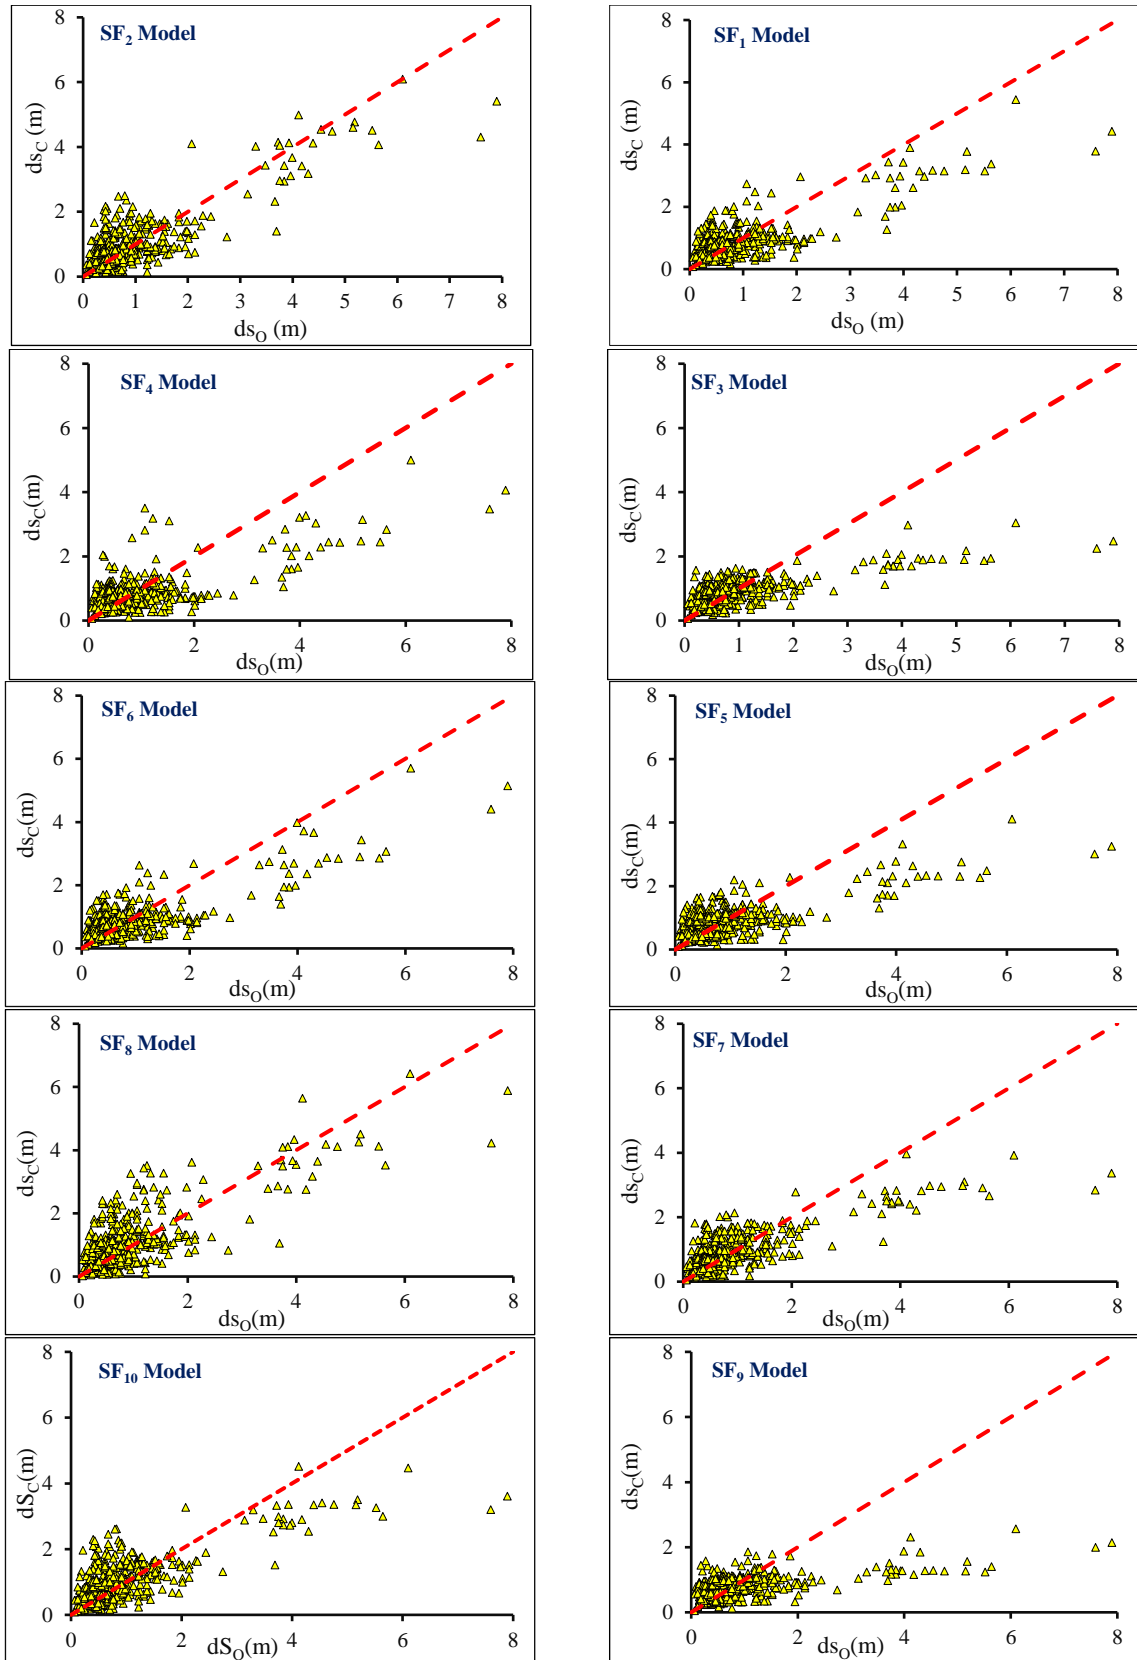 SF2 Model
8
6
4
2
0
dsC (m)
0 1 2 3 4 5 6 7 8
dsO (m)
SF1 Model
8
6
4
2
0
dsC (m)
0 1 2 3 4 5 6 7 8
dsO (m)
SF4 Model
8
6
4
2
0
dsC(m)
0 2 4 6 8
dsO(m)
SF3 Model
8
6
4
2
0
dsC(m)
0 1 2 3 4 5 6 7 8
dsO(m)
SF6 Model
8
6
4
2
0
dsC(m)
0 2 4 6 8
dsO(m)
SF5 Model
8
6
4
2
0
dsC(m)
0 2 4 6 8
dsO(m)
SF8 Model
8
6
4
2
0
dsC(m)
0 2 4 6 8
dsO(m)
SF7 Model
8
6
4
2
0
dsC(m)
0 2 4 6 8
dsO(m)
SF10 Model
8
6
4
2
0
dSC(m)
0 2 4 6 8
dSO(m)
SF9 Model
8
6
4
2
0
dsC(m)
0 2 4 6 8
dsO(m)